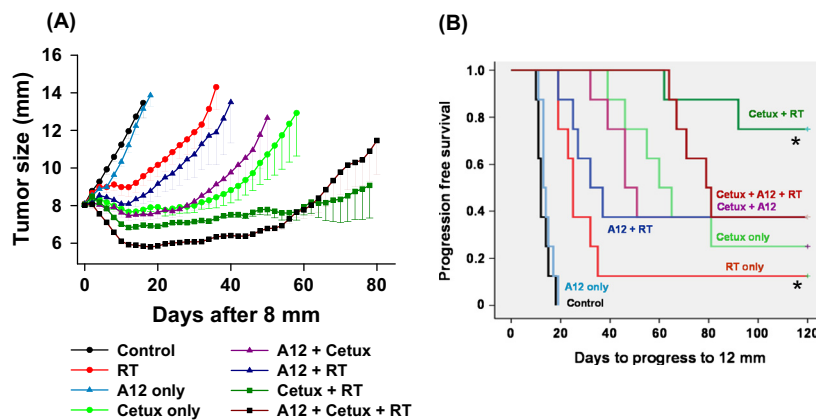 (A)
Tumor size (mm)
16
14
12
10
8
6
0
20
40
60
80
Days after 8 mm
Control
RT
A12 only
Cetux only
A12 + Cetux
A12 + RT
Cetux + RT
A12 + Cetux + RT
(B)
Progression free survival
1.0
0.8
0.6
0.4
0.2
0
Cetux + RT
*
Cetux + A12 + RT
Cetux + A12
A12 + RT
Cetux only
RT only
*
A12 only
Control
0
20
40
60
81
100
120
Days to progress to 12 mm